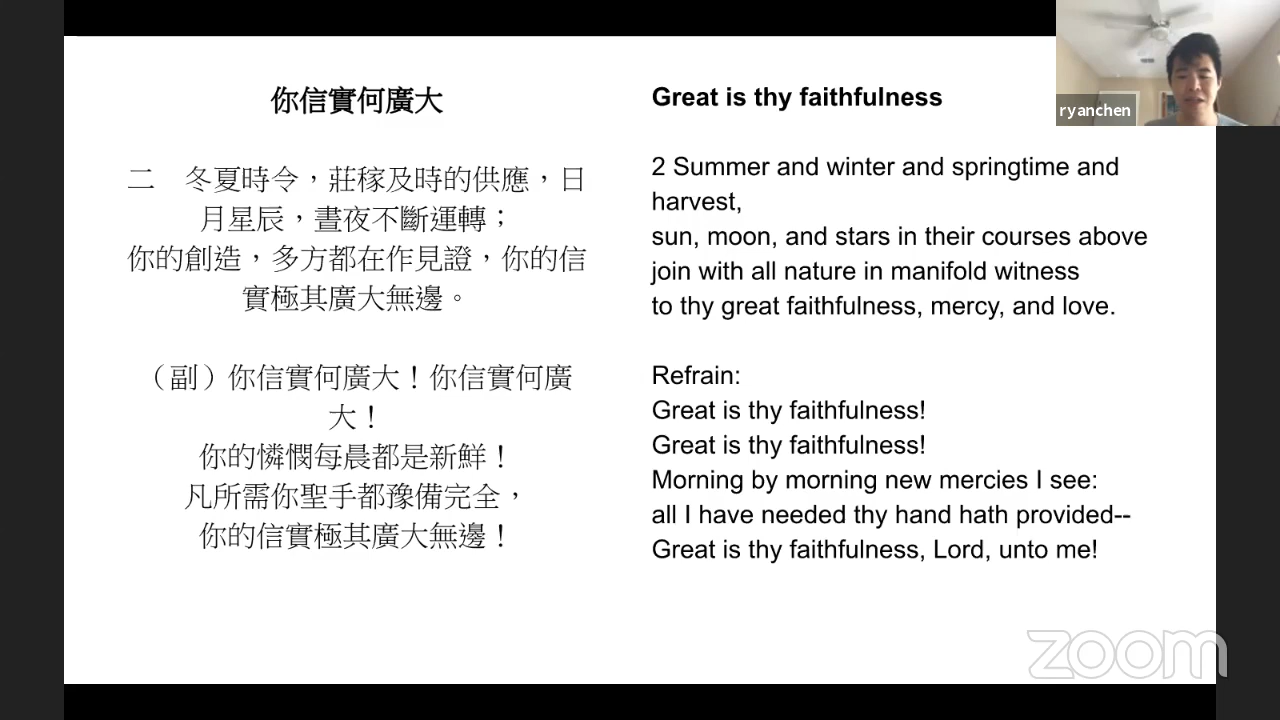 你信實何廣大
二　冬夏時令，莊稼及時的供應，日
月星辰，晝夜不斷運轉；
你的創造，多方都在作見證，你的信
實極其廣大無邊。
（副）你信實何廣大！你信實何廣
大！
你的憐憫每晨都是新鮮！
凡所需你聖手都豫備完全，
你的信實極其廣大無邊！
Great is thy faithfulness
2 Summer and winter and springtime and
harvest,
sun, moon, and stars in their courses above
join with all nature in manifold witness
to thy great faithfulness, mercy, and love.
Refrain:
Great is thy faithfulness!
Great is thy faithfulness!
Morning by morning new mercies I see:
all I have needed thy hand hath provided--
Great is thy faithfulness, Lord, unto me!
ryanchen
zoom